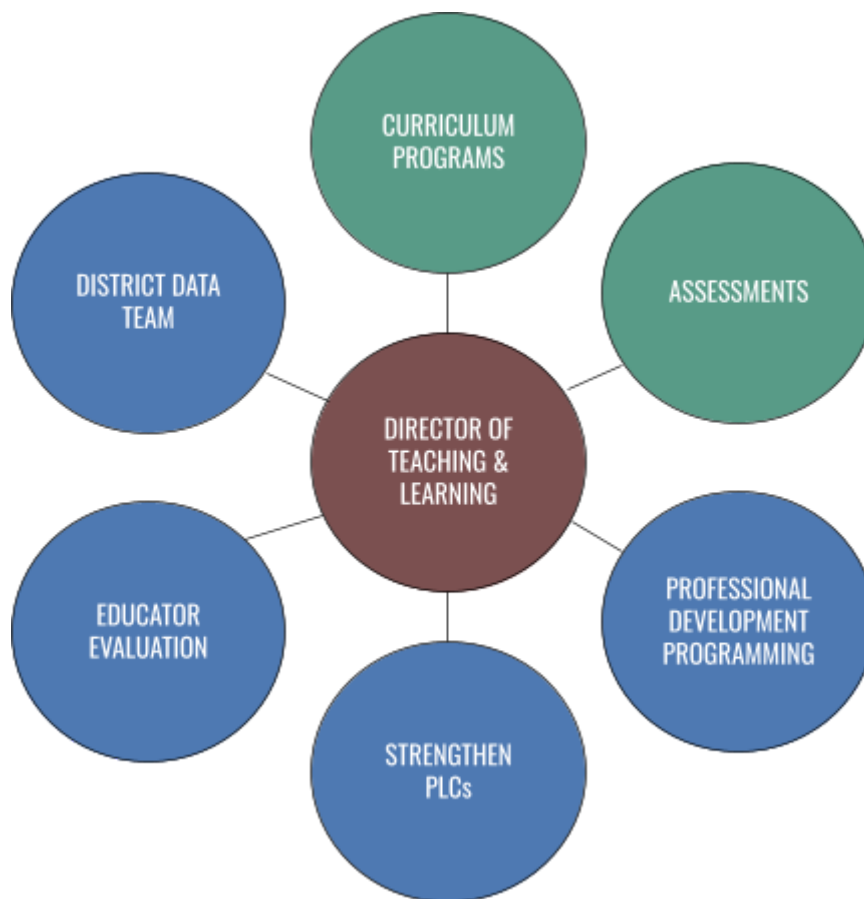 CURRICULUM
PROGRAMS
DISTRICT DATA
TEAM
ASSESSMENTS
DIRECTOR OF
TEACHING &
LEARNING
EDUCATOR
EVALUATION
PROFESSIONAL
DEVELOPMENT
PROGRAMMING
STRENGTHEN
PLCs